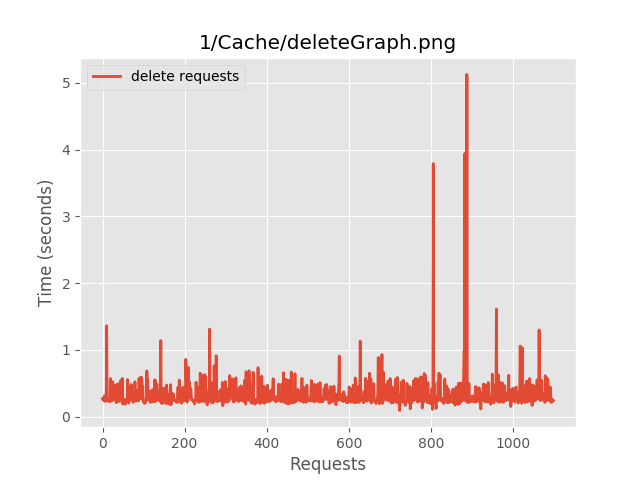 1/Cache/deleteGraph.png
delete requests
5
4
3
2
1
0
Time (seconds)
0 200 400 600 800 1000
Requests